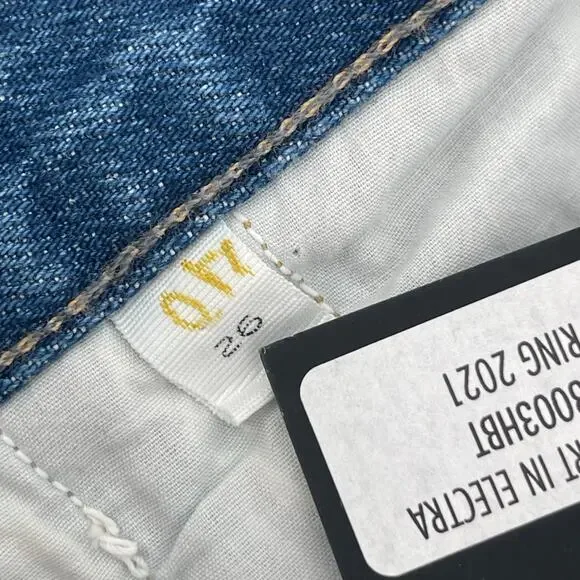 26
RT IN ELECTRA
3003HBT
RING 2021